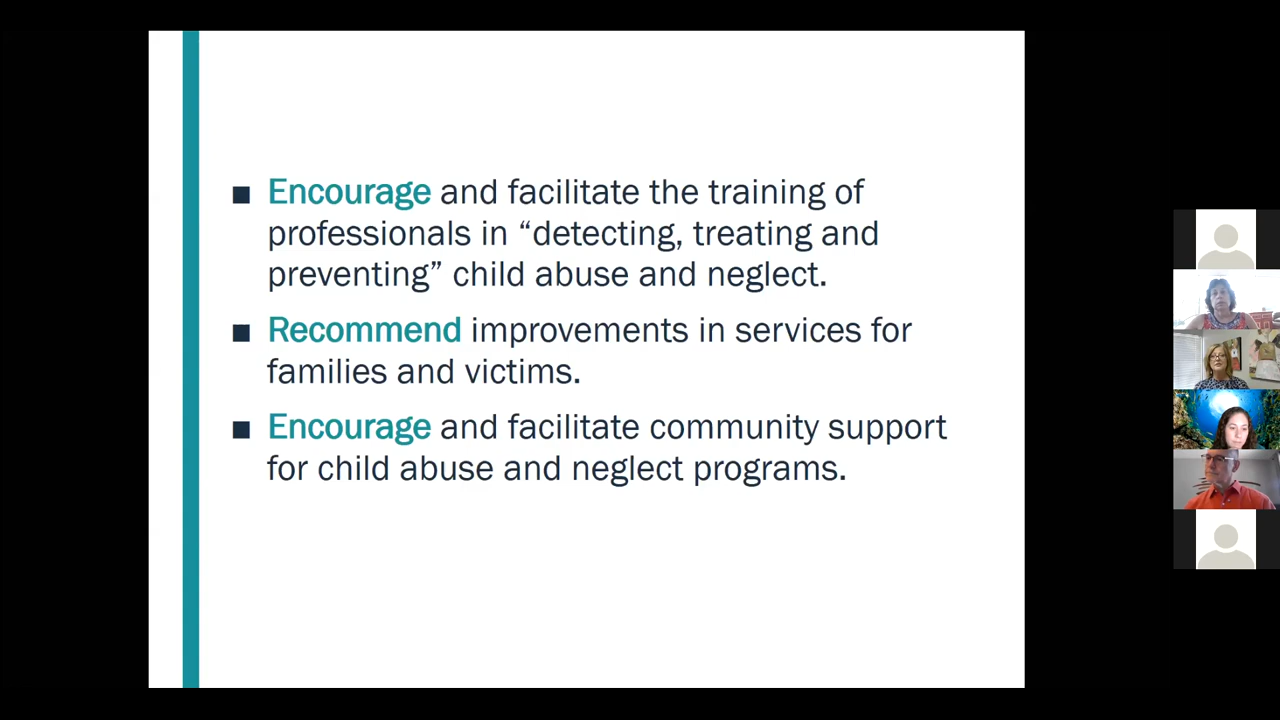 ■ Encourage and facilitate the training of
professionals in “detecting, treating and
preventing” child abuse and neglect.
■ Recommend improvements in services for
families and victims.
■ Encourage and facilitate community support
for child abuse and neglect programs.